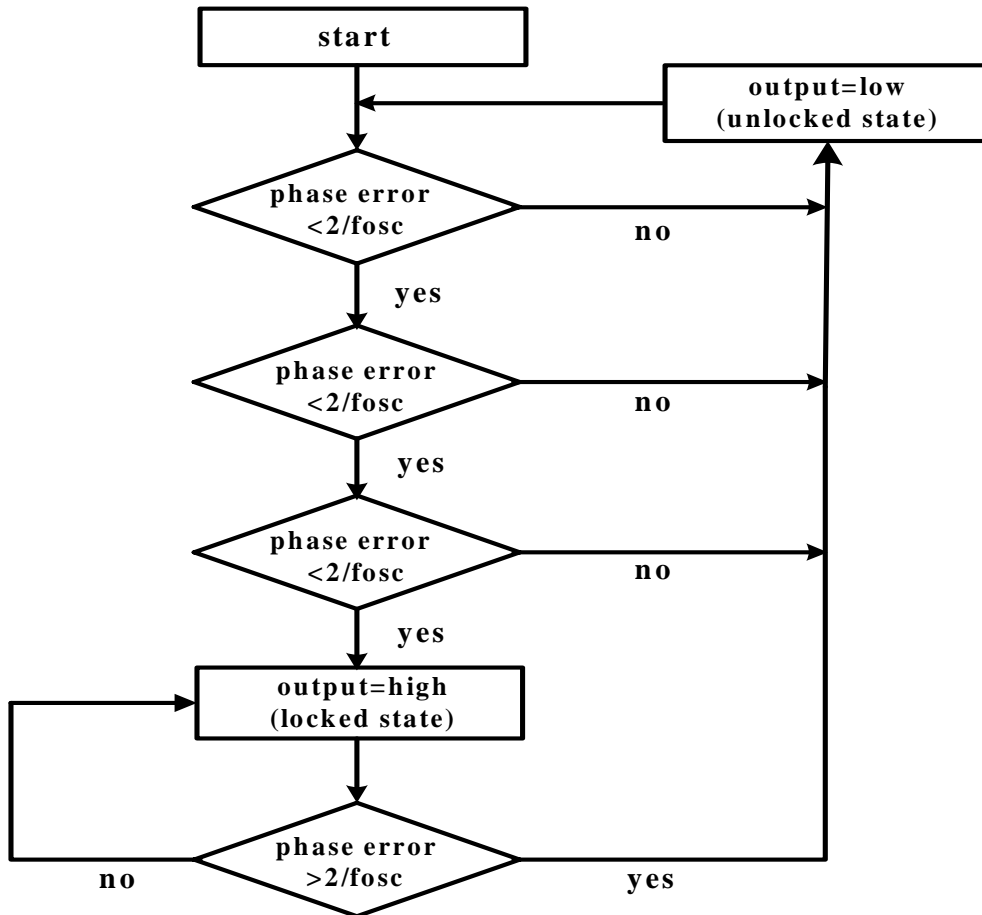 start
output=low
(unlocked state)
phase error
<2/fosc
no
yes
phase error
<2/fosc
no
yes
phase error
<2/fosc
no
yes
output=high
(locked state)
phase error
>2/fosc
no
yes